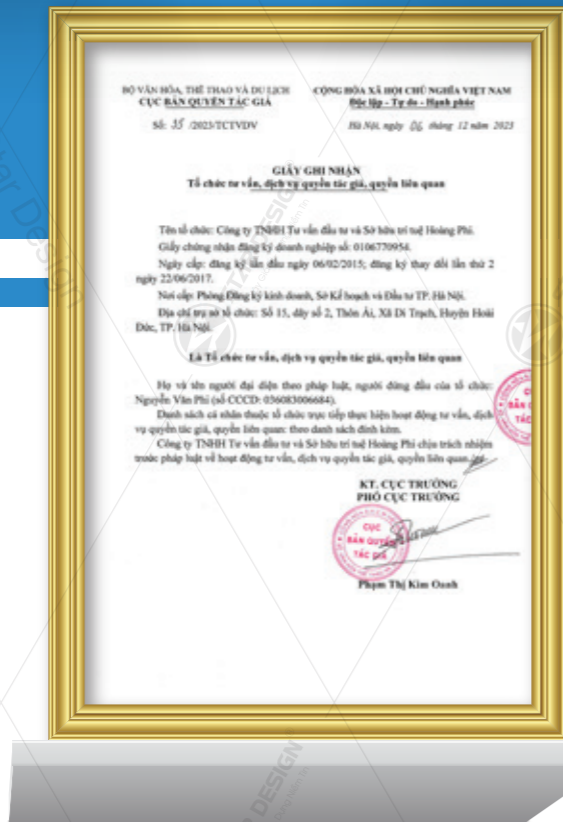 BỘ VĂN HÓA, THỂ THAO VÀ DU LỊCH
CỤC BẢN QUYỀN TÁC GIẢ
CỘNG HÒA XÃ HỘI CHỦ NGHĨA VIỆT NAM
Độc lập - Tự do - Hạnh phúc
Số: 35 /2023/TCTVDV
Hà Nội, ngày 06 tháng 12 năm 2023
GIẤY GHI NHẬN
Tổ chức tư vấn, dịch vụ quyền tác giả, quyền liên quan
Tên tổ chức: Công ty TNHH Tư vấn đầu tư và Sở hữu trí tuệ Hoàng Phi.
Giấy chứng nhận đăng ký doanh nghiệp số: 0106770954.
Ngày cấp: đăng ký lần đầu ngày 06/02/2015; đăng ký thay đổi lần thứ 2
ngày 22/06/2017.
Nơi cấp: Phòng Đăng ký kinh doanh, Sở Kế hoạch và Đầu tư TP. Hà Nội.
Địa chỉ trụ sở tổ chức: Số 15, dãy số 2, Thôn Ải, Xã Di Trạch, Huyện Hoài
Đức, TP. Hà Nội.
Là Tổ chức tư vấn, dịch vụ quyền tác giả, quyền liên quan
Họ và tên người đại diện theo pháp luật, người đứng đầu của tổ chức:
Nguyễn Văn Phi (số CCCD: 036083006684).
Danh sách cá nhân thuộc tổ chức trực tiếp thực hiện hoạt động tư vấn, dịch
vụ quyền tác giả, quyền liên quan: theo danh sách đính kèm.
Công ty TNHH Tư vấn đầu tư và Sở hữu trí tuệ Hoàng Phi chịu trách nhiệm
trước pháp luật về hoạt động tư vấn, dịch vụ quyền tác giả, quyền liên quan.
KT. CỤC TRƯỞNG
PHÓ CỤC TRƯỞNG
CỤC
BẢN QUYỀN
TÁC GIẢ
Phạm Thị Kim Oanh